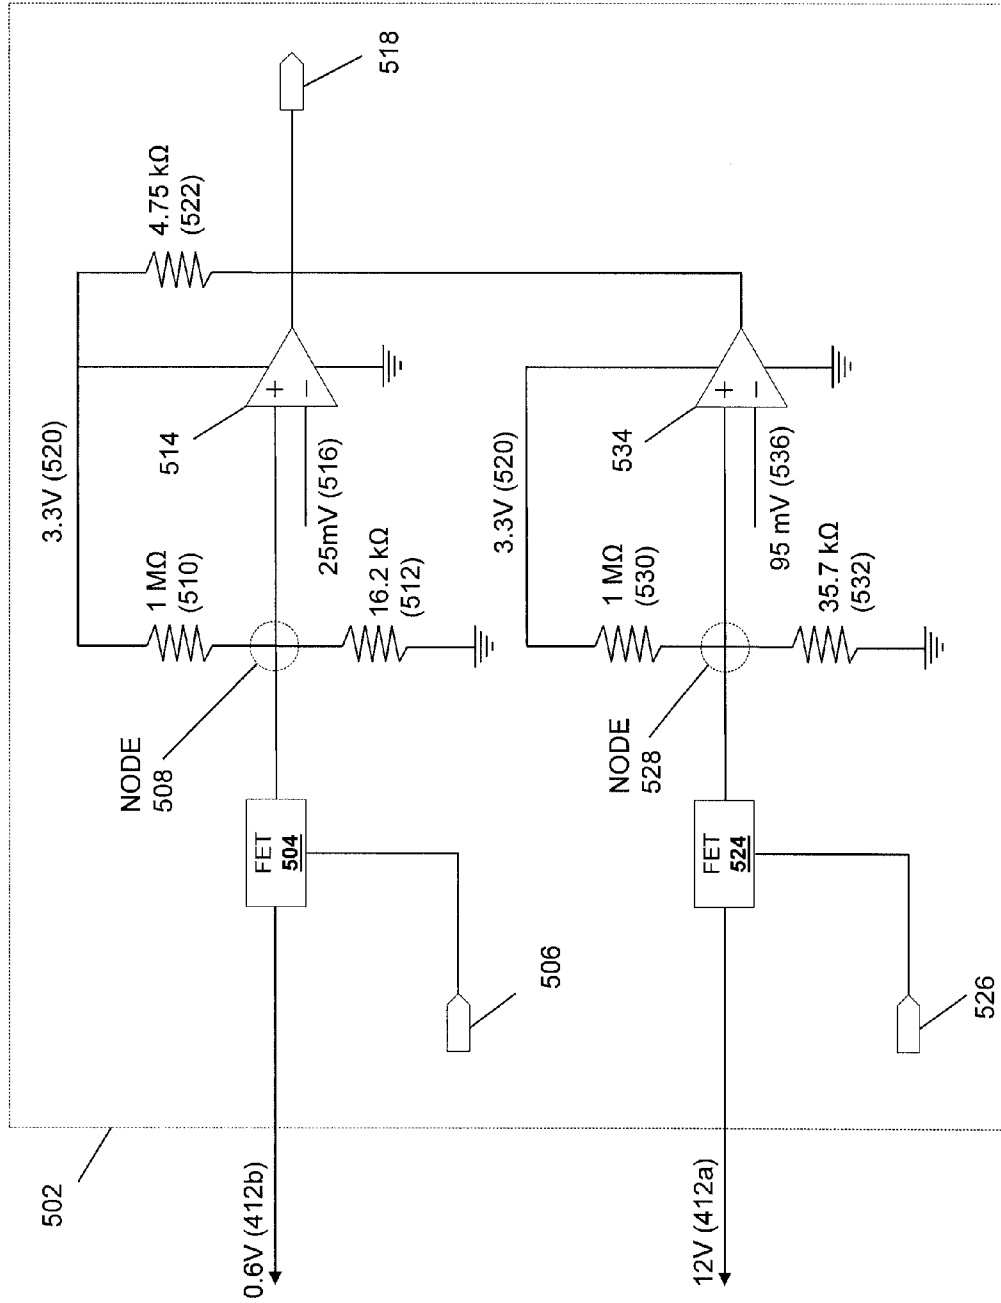 502
0.6V (412b)
506
FET
504
NODE
508
3.3V (520)
1 MΩ
(510)
514
25mV (516)
16.2 kΩ
(512)
4.75 kΩ
(522)
518
+
−
12V (412a)
526
FET
524
NODE
528
3.3V (520)
1 MΩ
(530)
534
95 mV (536)
35.7 kΩ
(532)
+
−